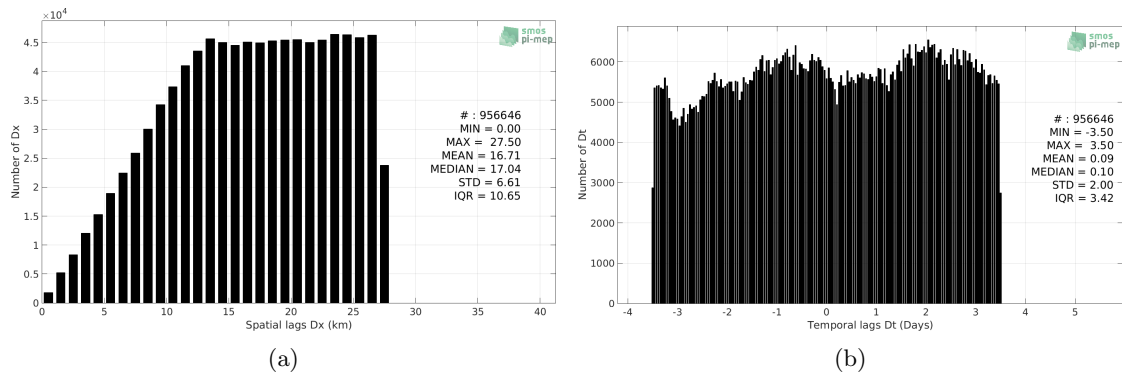 ×10⁴
4.5
4
3.5
3
2.5
2
1.5
1
0.5
0
Number of Dx
0 5 10 15 20 25 30 35 40
Spatial lags Dx (km)
smos
pi-mep
# : 956646
MIN = 0.00
MAX = 27.50
MEAN = 16.71
MEDIAN = 17.04
STD = 6.61
IQR = 10.65
(a)
6000
5000
4000
3000
2000
1000
0
Number of Dt
-4 -3 -2 -1 0 1 2 3 4 5
Temporal lags Dt (Days)
smos
pi-mep
# : 956646
MIN = -3.50
MAX = 3.50
MEAN = 0.09
MEDIAN = 0.10
STD = 2.00
IQR = 3.42
(b)